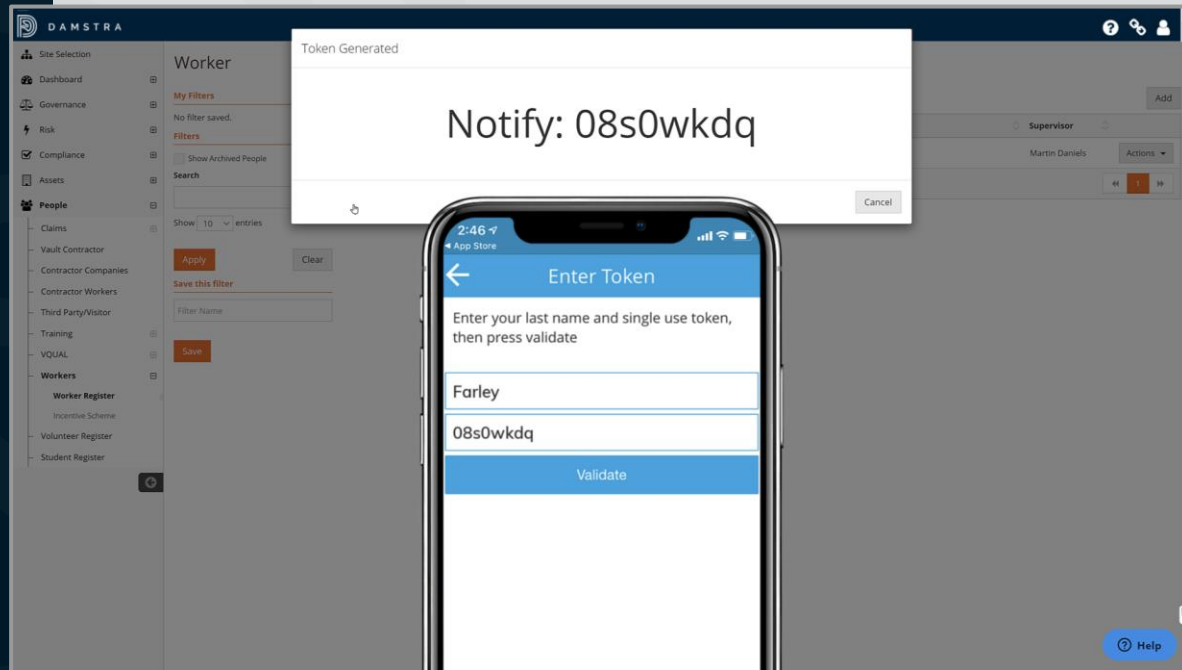 DAMSTRA
Site Selection
Dashboard
Governance
Risk
Compliance
Assets
People
Claims
Vault Contractor
Contractor Companies
Contractor Workers
Third Party/Visitor
Training
VQUAL
Workers
Worker Register
Incentive Scheme
Volunteer Register
Student Register
Worker
My Filters
No filter saved.
Filters
Show Archived People
Search
Show 10 entries
Apply Clear
Save this filter
Filter Name
Save
Token Generated
Notify: 08s0wkdq
Cancel
Add
Supervisor
Martin Daniels Actions
1
2:46
App Store
Enter Token
Enter your last name and single use token,
then press validate
Farley
08s0wkdq
Validate
Help